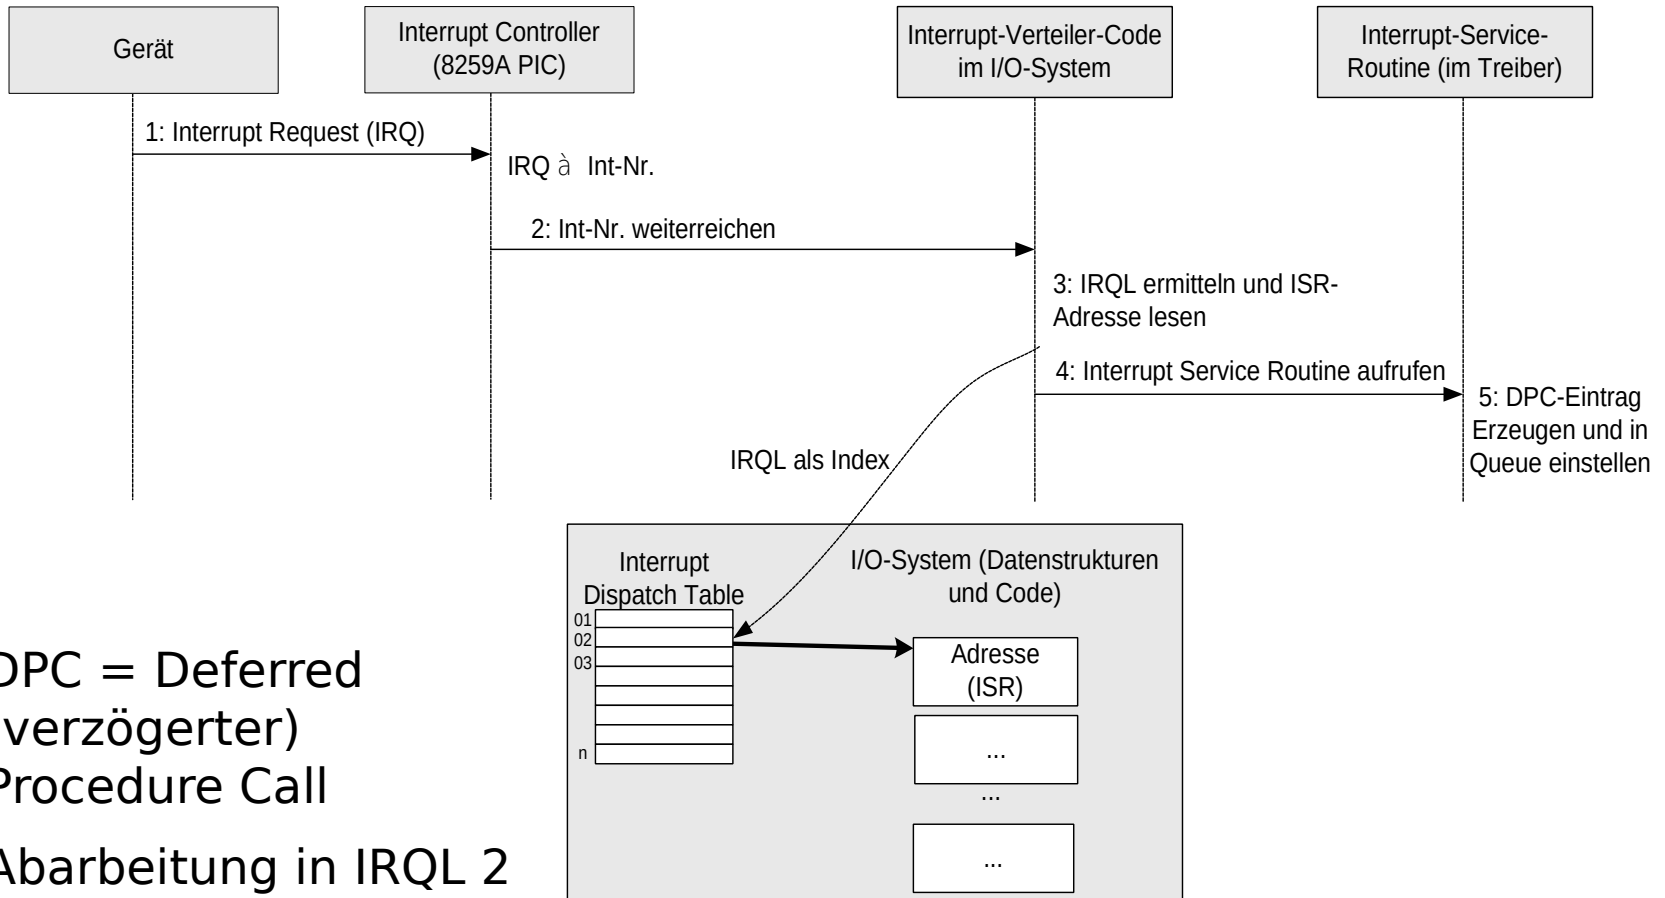 Gerät
Interrupt Controller
(8259A PIC)
Interrupt-Verteiler-Code
im I/O-System
Interrupt-Service-
Routine (im Treiber)
1: Interrupt Request (IRQ)
IRQ à Int-Nr.
2: Int-Nr. weiterreichen
3: IRQL ermitteln und ISR-
Adresse lesen
4: Interrupt Service Routine aufrufen
5: DPC-Eintrag
Erzeugen und in
Queue einstellen
IRQL als Index
Interrupt
Dispatch Table
01
02
03
n
I/O-System (Datenstrukturen
und Code)
Adresse
(ISR)
...
...
...
DPC = Deferred
verzögerter)
Procedure Call
Abarbeitung in IRQL 2